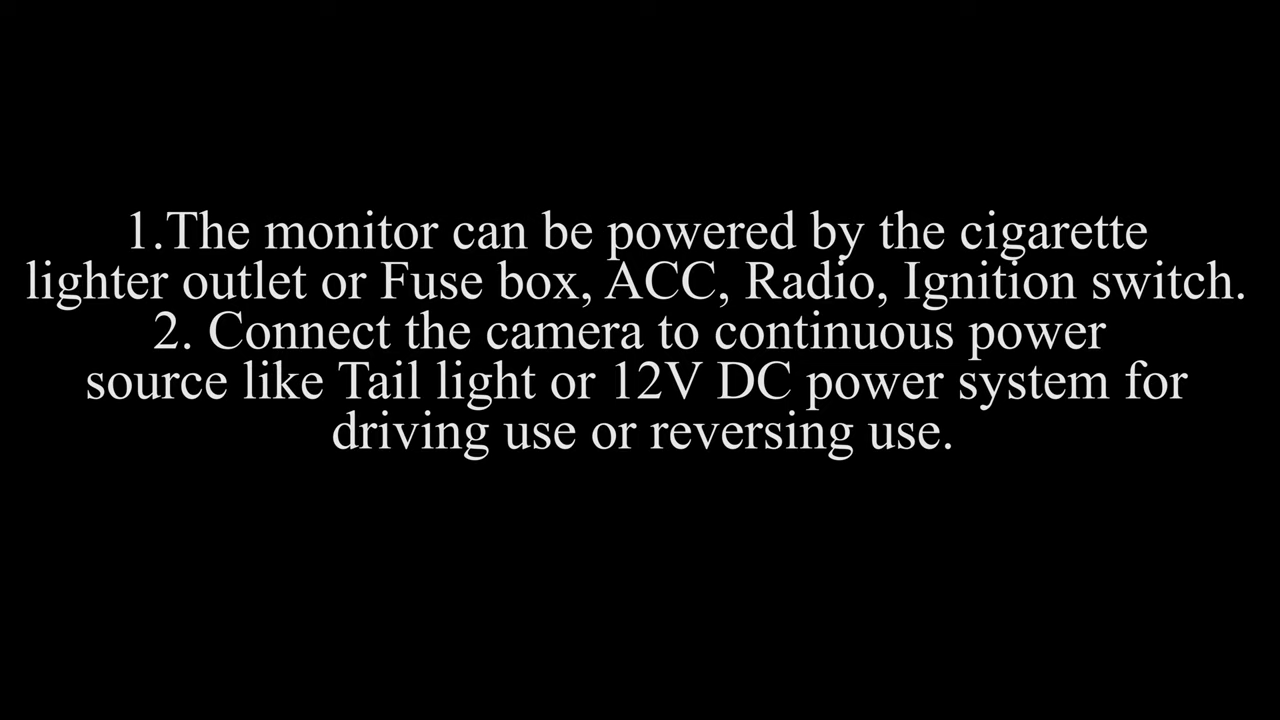 1.The monitor can be powered by the cigarette
lighter outlet or Fuse box, ACC, Radio, Ignition switch.
2. Connect the camera to continuous power
source like Tail light or 12V DC power system for
driving use or reversing use.